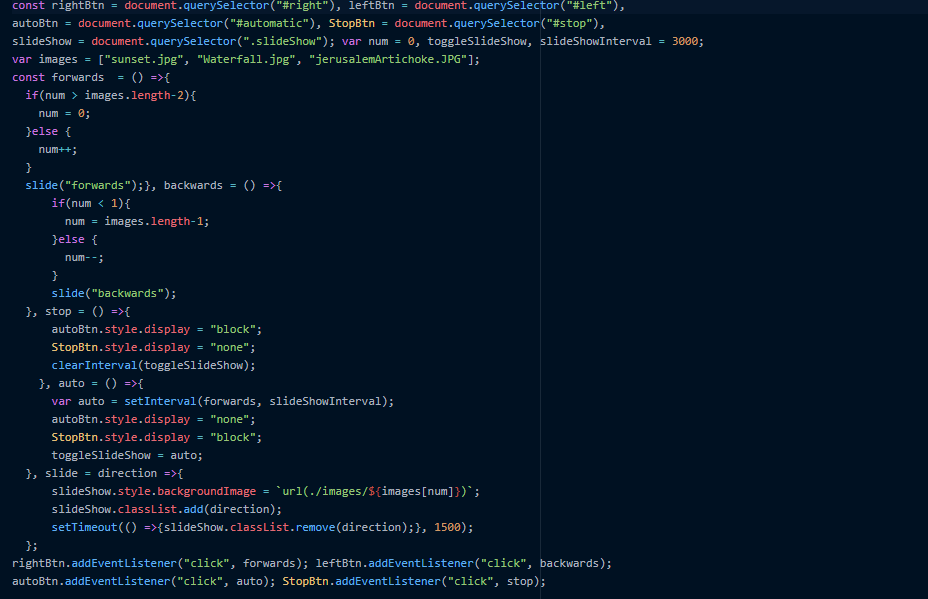 const rightBtn = document.querySelector("#right"), leftBtn = document.querySelector("#left"),
autoBtn = document.querySelector("#automatic"), StopBtn = document.querySelector("#stop"),
slideShow = document.querySelector(".slideShow"); var num = 0, toggleSlideShow, slideShowInterval = 3000;
var images = ["sunset.jpg", "Waterfall.jpg", "jerusalemArtichoke.JPG"];
const forwards  = () =>{
  if(num > images.length-2){
    num = 0;
  }else {
    num++;
  }
  slide("forwards");}, backwards = () =>{
      if(num < 1){
        num = images.length-1;
      }else {
        num--;
      }
      slide("backwards");
  }, stop = () =>{
      autoBtn.style.display = "block";
      StopBtn.style.display = "none";
      clearInterval(toggleSlideShow);
    }, auto = () =>{
      var auto = setInterval(forwards, slideShowInterval);
      autoBtn.style.display = "none";
      StopBtn.style.display = "block";
      toggleSlideShow = auto;
  }, slide = direction =>{
      slideShow.style.backgroundImage = `url(./images/${images[num]})`;
      slideShow.classList.add(direction);
      setTimeout(() =>{slideShow.classList.remove(direction);}, 1500);
  };
rightBtn.addEventListener("click", forwards); leftBtn.addEventListener("click", backwards);
autoBtn.addEventListener("click", auto); StopBtn.addEventListener("click", stop);